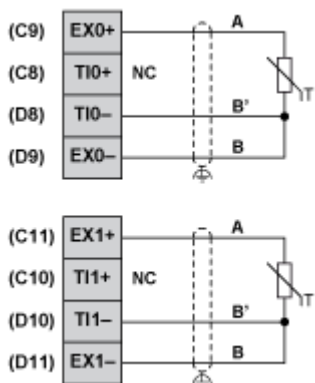 (C9) EX0+ A
(C8) TI0+ NC
(D8) TI0– B'
(D9) EX0– B
T
(C11) EX1+ A
(C10) TI1+ NC
(D10) TI1– B'
(D11) EX1– B
T